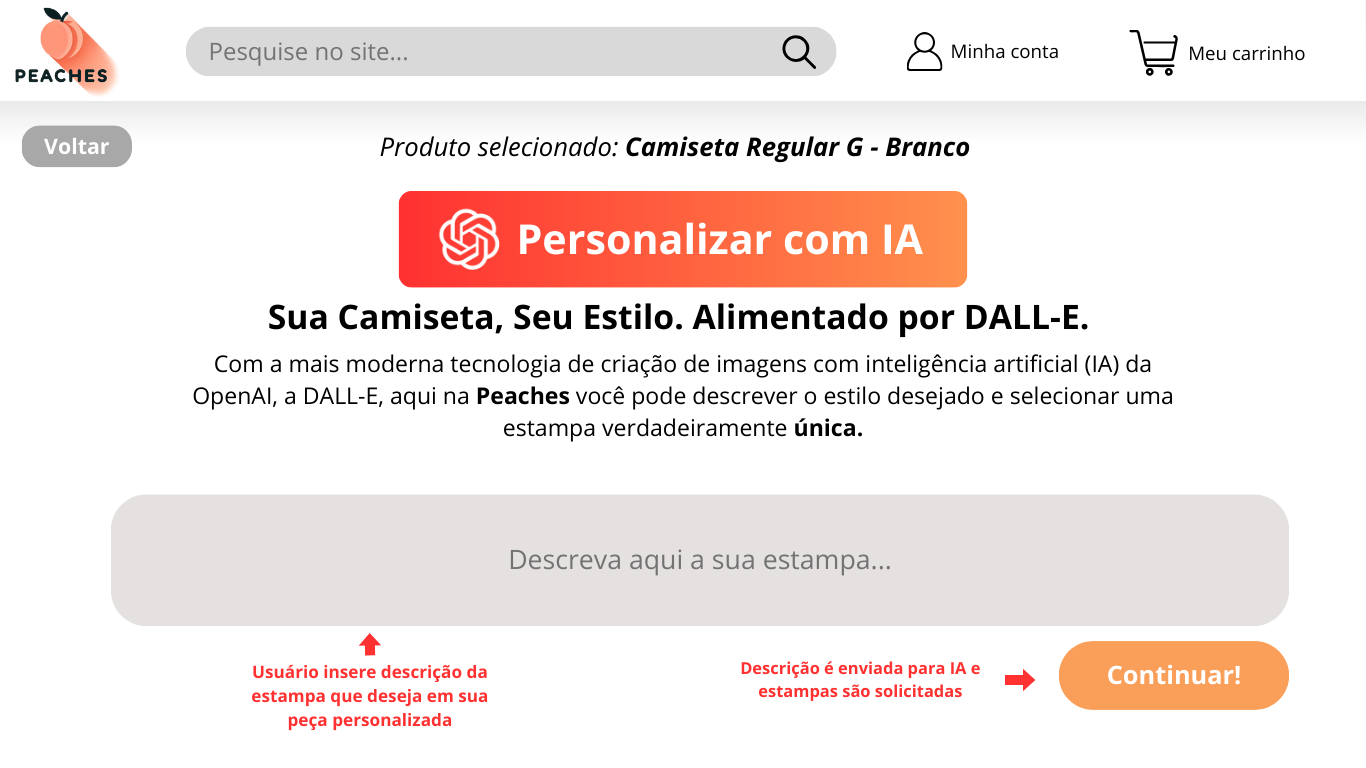 PEACHES
Pesquise no site...
Minha conta
Meu carrinho
Voltar
Produto selecionado: Camiseta Regular G - Branco
Personalizar com IA
Sua Camiseta, Seu Estilo. Alimentado por DALL-E.
Com a mais moderna tecnologia de criação de imagens com inteligência artificial (IA) da
OpenAI, a DALL-E, aqui na Peaches você pode descrever o estilo desejado e selecionar uma
estampa verdadeiramente única.
Descreva aqui a sua estampa...
Usuário insere descrição da
estampa que deseja em sua
peça personalizada
Descrição é enviada para IA e
estampas são solicitadas
Continuar!